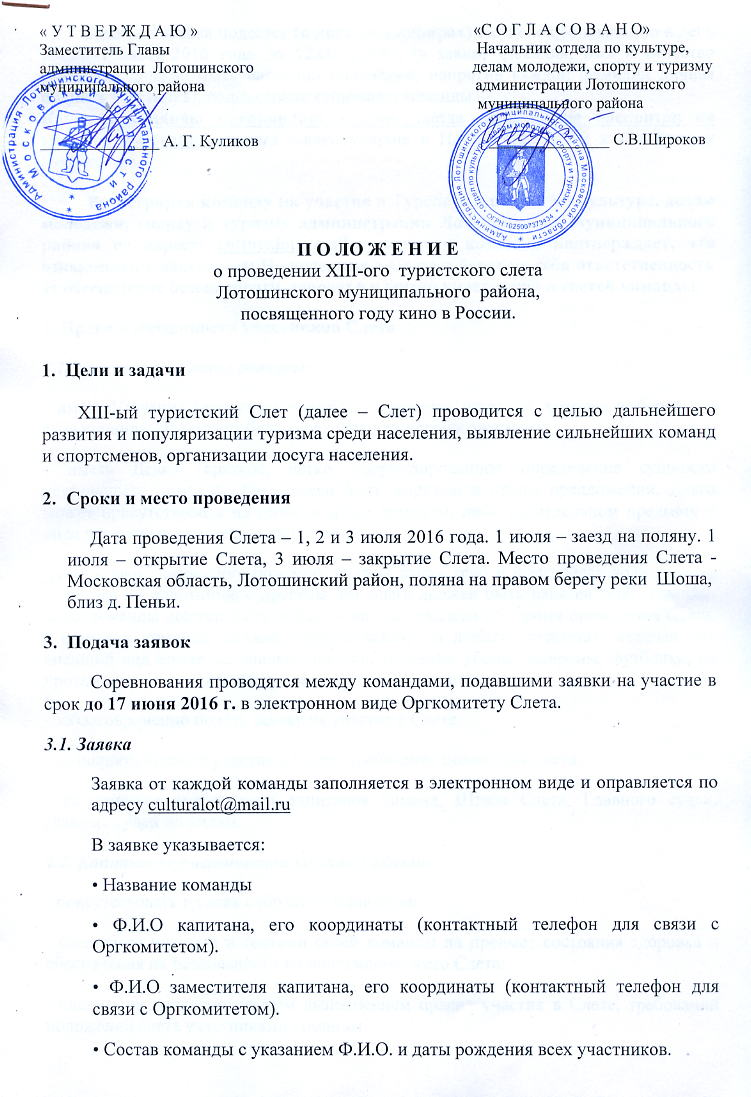 « У Т В Е Р Ж Д А Ю »
Заместитель Главы
администрации Лотошинского
муниципального района
А. Г. Куликов
«С О Г Л А С О В А Н О»
Начальник отдела по культуре,
делам молодежи, спорту и туризму
администрации Лотошинского
муниципального района
С.В.Широков
П О Л О Ж Е Н И Е
о проведении XIII-ого туристского слета
Лотошинского муниципального района,
посвященного году кино в России.
1. Цели и задачи
XIII-ый туристский Слет (далее – Слет) проводится с целью дальнейшего
развития и популяризации туризма среди населения, выявление сильнейших команд
и спортсменов, организации досуга населения.
2. Сроки и место проведения
Дата проведения Слета – 1, 2 и 3 июля 2016 года. 1 июля – заезд на поляну. 1
июля – открытие Слета, 3 июля – закрытие Слета. Место проведения Слета -
Московская область, Лотошинский район, поляна на правом берегу реки Шоша,
близ д. Пеньи.
3. Подача заявок
Соревнования проводятся между командами, подавшими заявки на участие в
срок до 17 июня 2016 г. в электронном виде Оргкомитету Слета.
3.1. Заявка
Заявка от каждой команды заполняется в электронном виде и оправляется по
адресу culturalot@mail.ru
В заявке указывается:
• Название команды
• Ф.И.О капитана, его координаты (контактный телефон для связи с
Оргкомитетом).
• Ф.И.О заместителя капитана, его координаты (контактный телефон для
связи с Оргкомитетом).
• Состав команды с указанием Ф.И.О. и даты рождения всех участников.